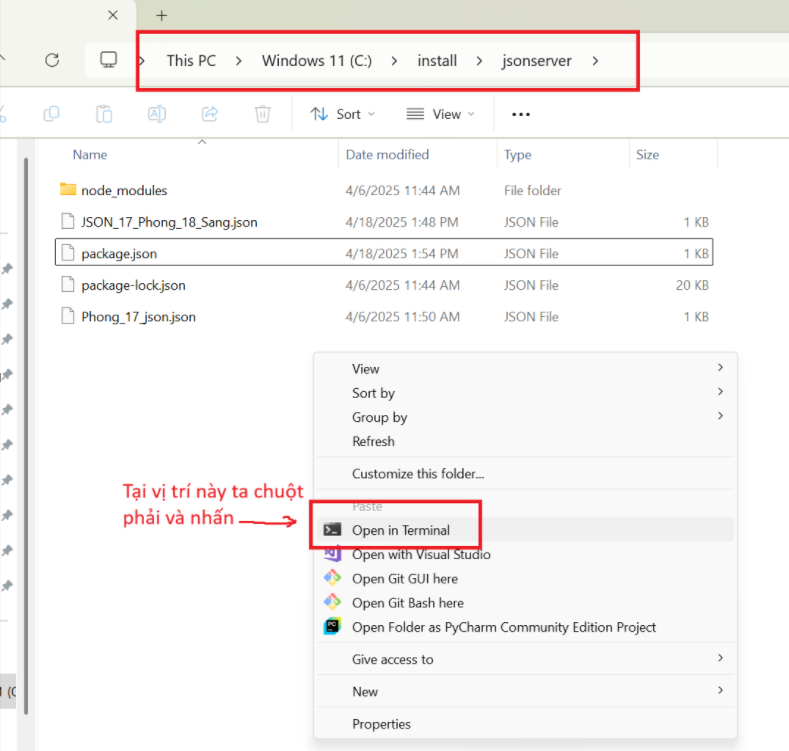 This PC > Windows 11 (C:) > install > jsonserver >
Sort
View
Name Date modified Type Size
node_modules 4/6/2025 11:44 AM File folder
JSON_17_Phong_18_Sang.json 4/18/2025 1:48 PM JSON File 1 KB
package.json 4/18/2025 1:54 PM JSON File 1 KB
package-lock.json 4/6/2025 11:44 AM JSON File 20 KB
Phong_17_json.json 4/6/2025 11:50 AM JSON File 1 KB
View
Sort by
Group by
Refresh
Customize this folder...
Tại vị trí này ta chuột
phải và nhấn
Paste
Open in Terminal
Open with Visual Studio
Open Git GUI here
Open Git Bash here
Open Folder as PyCharm Community Edition Project
Give access to
New
Properties